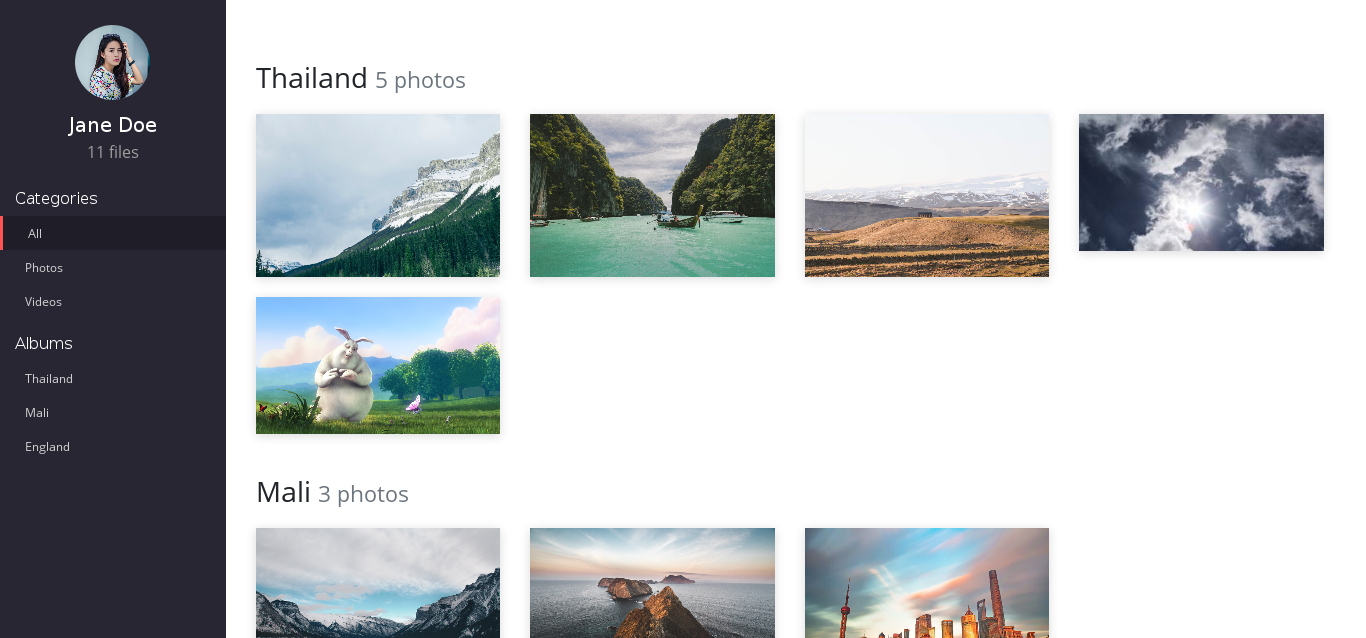 Jane Doe
11 files
Categories
All
Photos
Videos
Albums
Thailand
Mali
England
Thailand 5 photos
Mali 3 photos